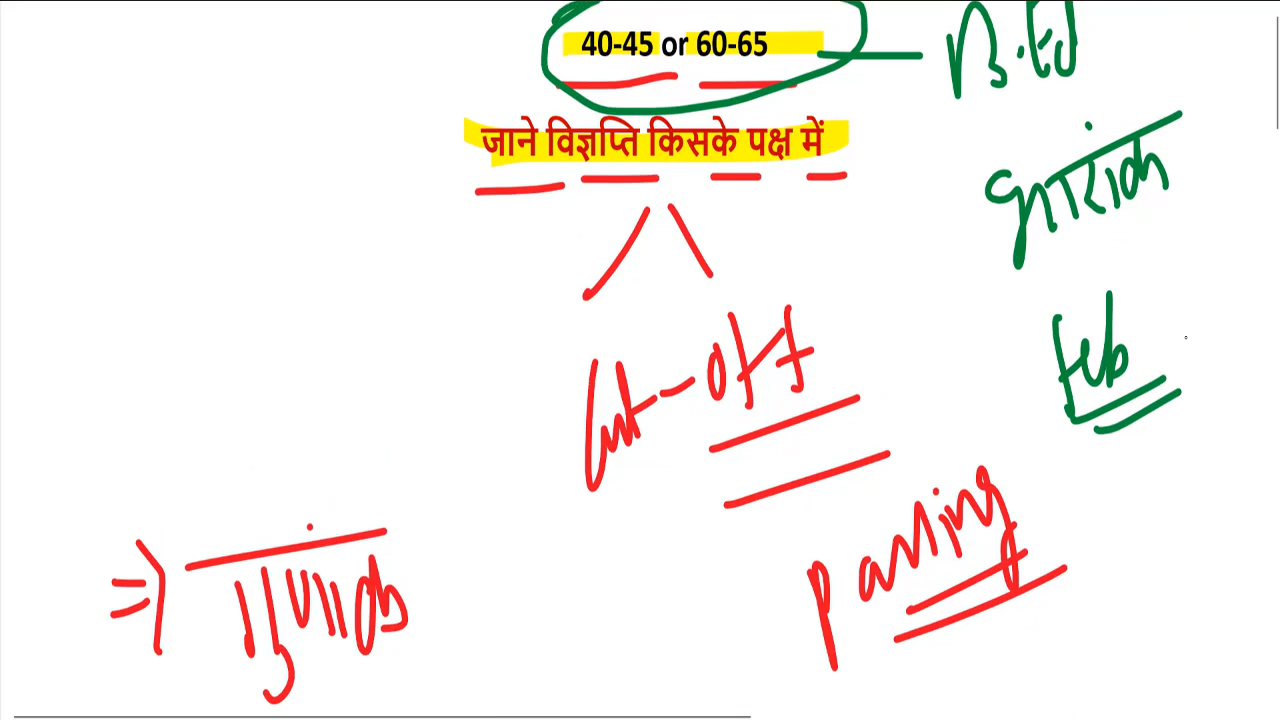 40-45 or 60-65
B.Ed
जाने विज्ञप्ति किसके पक्ष में
Feb
Cut-off
passing
गुणांक